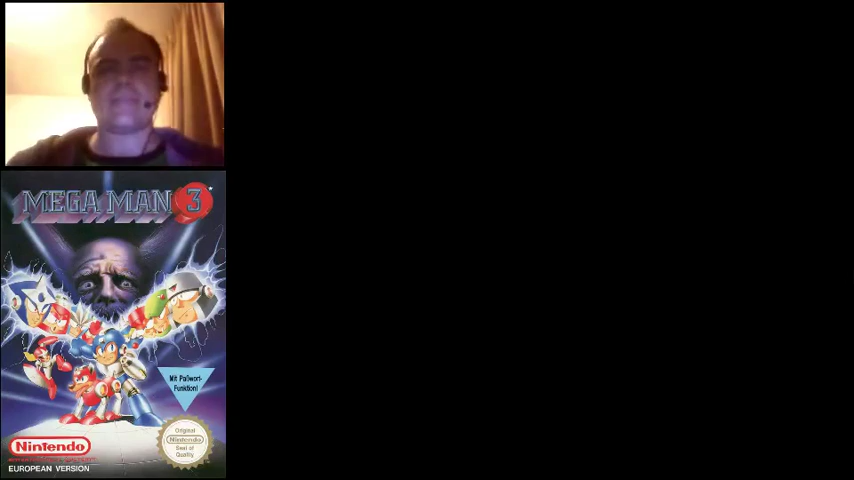 MEGA MAN 3
Mit Paßwort-
Funktion!
Nintendo
EUROPEAN VERSION
Original
Nintendo
Seal of
Quality